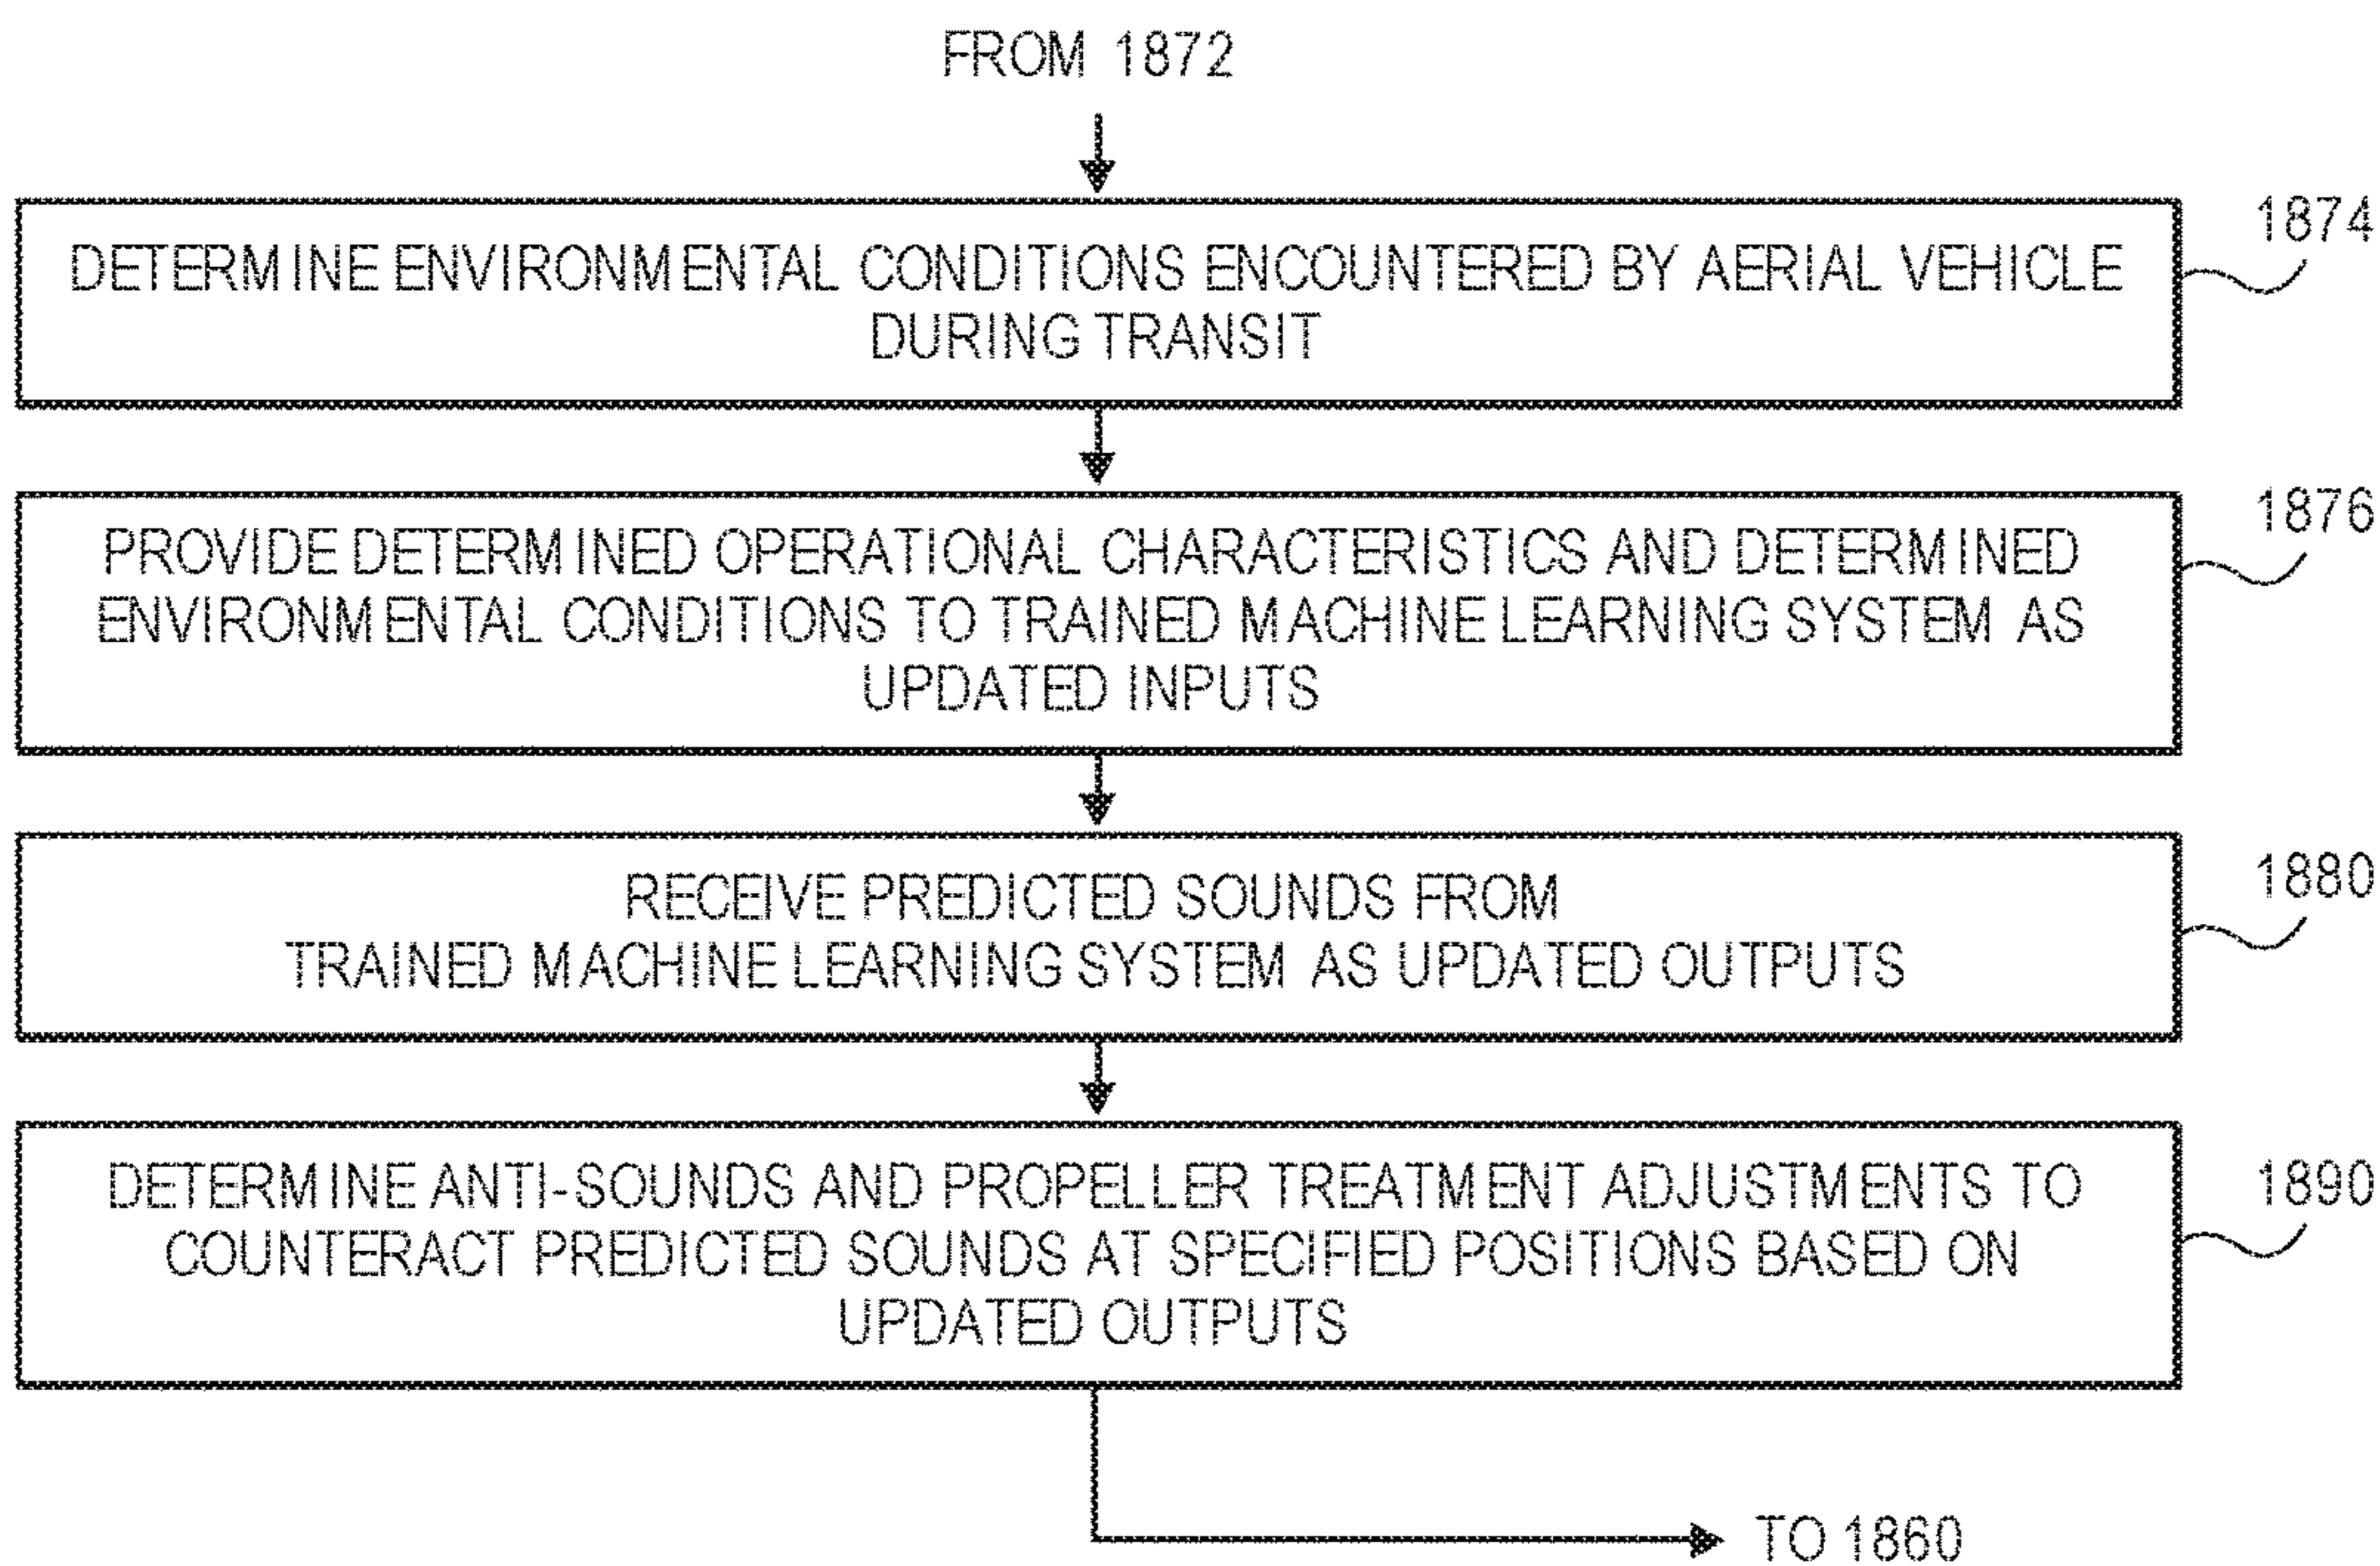 FROM 1872
1874
DETERMINE ENVIRONMENTAL CONDITIONS ENCOUNTERED BY AERIAL VEHICLE
DURING TRANSIT
1876
PROVIDE DETERMINED OPERATIONAL CHARACTERISTICS AND DETERMINED
ENVIRONMENTAL CONDITIONS TO TRAINED MACHINE LEARNING SYSTEM AS
UPDATED INPUTS
1880
RECEIVE PREDICTED SOUNDS FROM
TRAINED MACHINE LEARNING SYSTEM AS UPDATED OUTPUTS
1890
DETERMINE ANTI-SOUNDS AND PROPELLER TREATMENT ADJUSTMENTS TO
COUNTERACT PREDICTED SOUNDS AT SPECIFIED POSITIONS BASED ON
UPDATED OUTPUTS
TO 1860